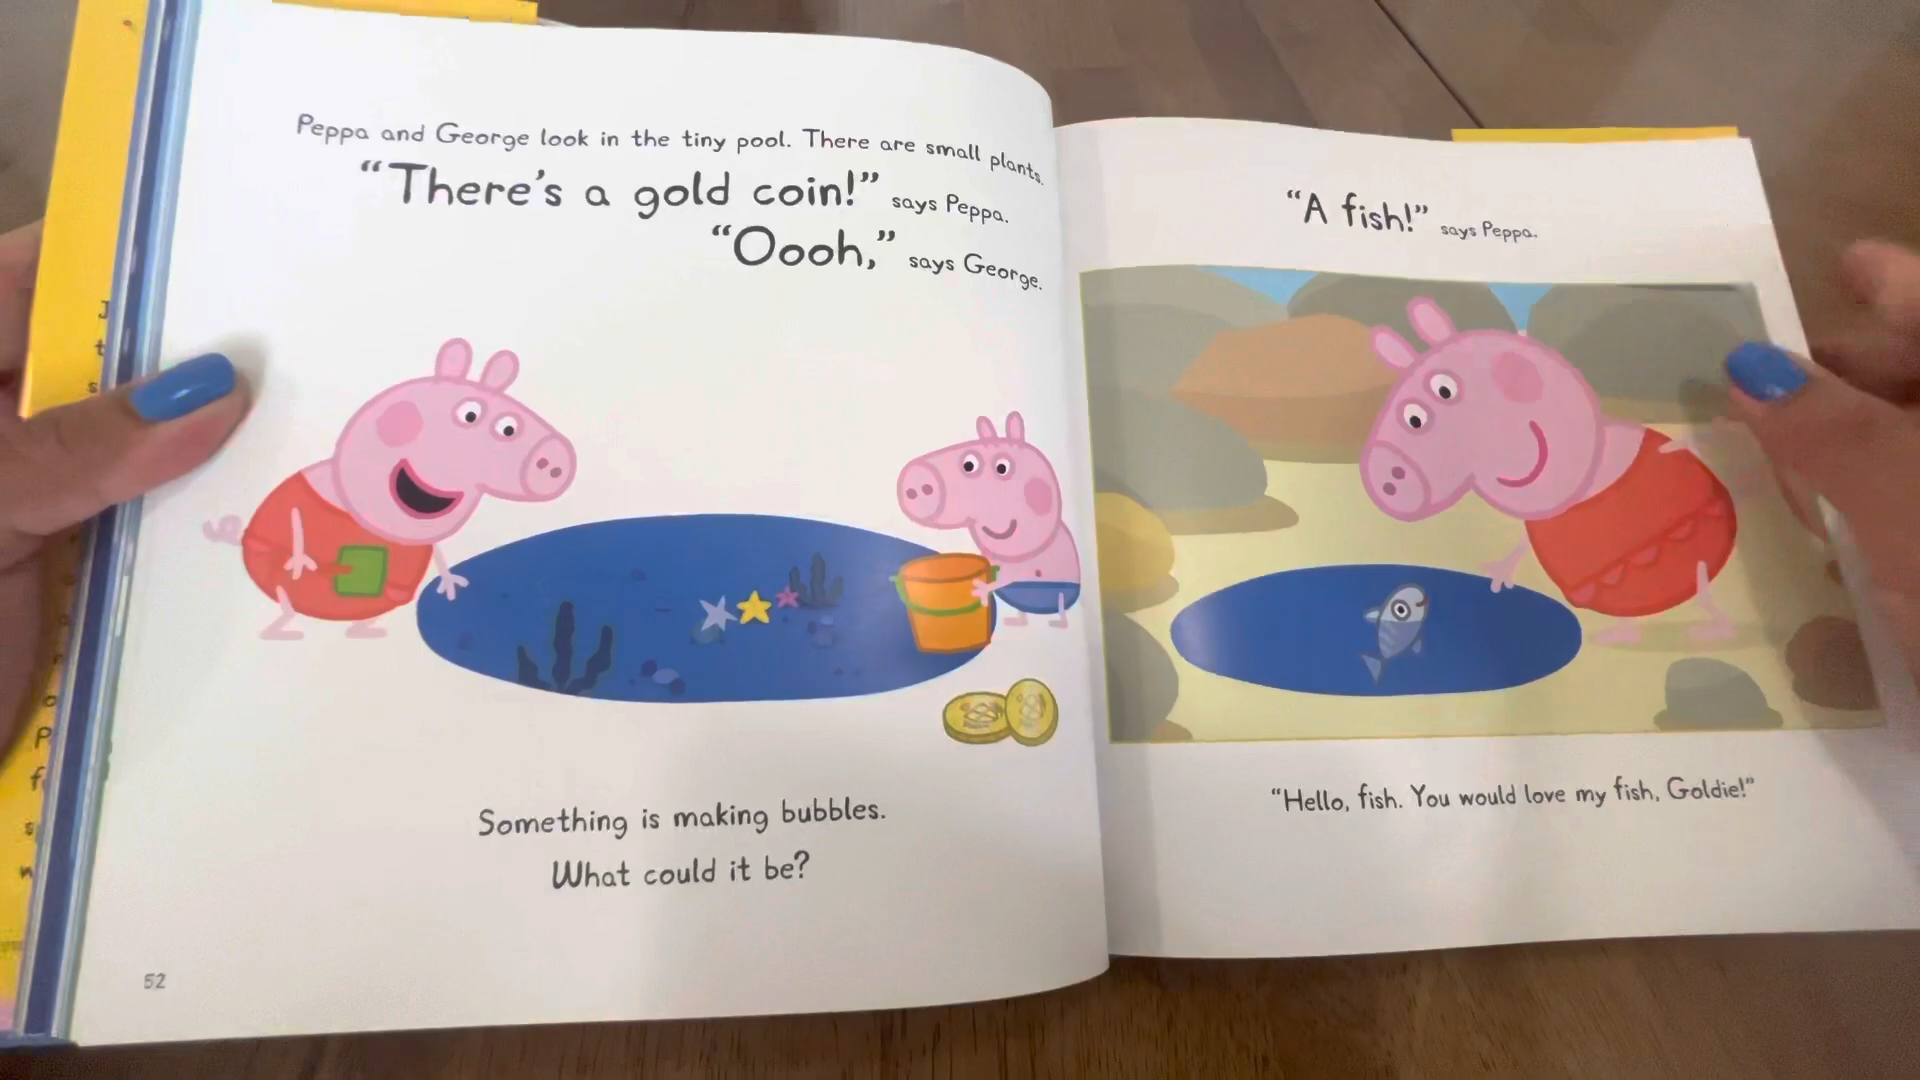 Peppa and George look in the tiny pool. There are small plants.
“There’s a gold coin!” says Peppa.
“Oooh,” says George.
Something is making bubbles.
What could it be?
52
“A fish!” says Peppa.
“Hello, fish. You would love my fish, Goldie!”